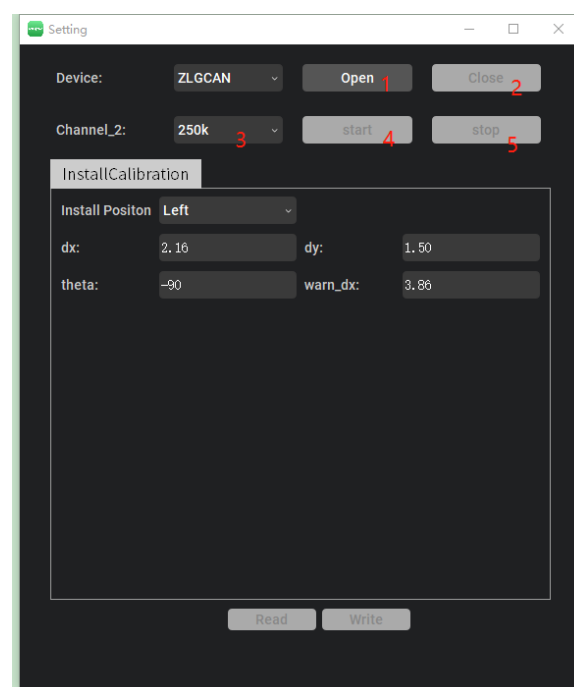 Setting
Device: ZLGCAN Open 1 Close 2
Channel_2: 250k 3 start 4 stop 5
InstallCalibration
Install Positon Left
dx: 2.16 dy: 1.50
theta: -90 warn_dx: 3.86
Read Write